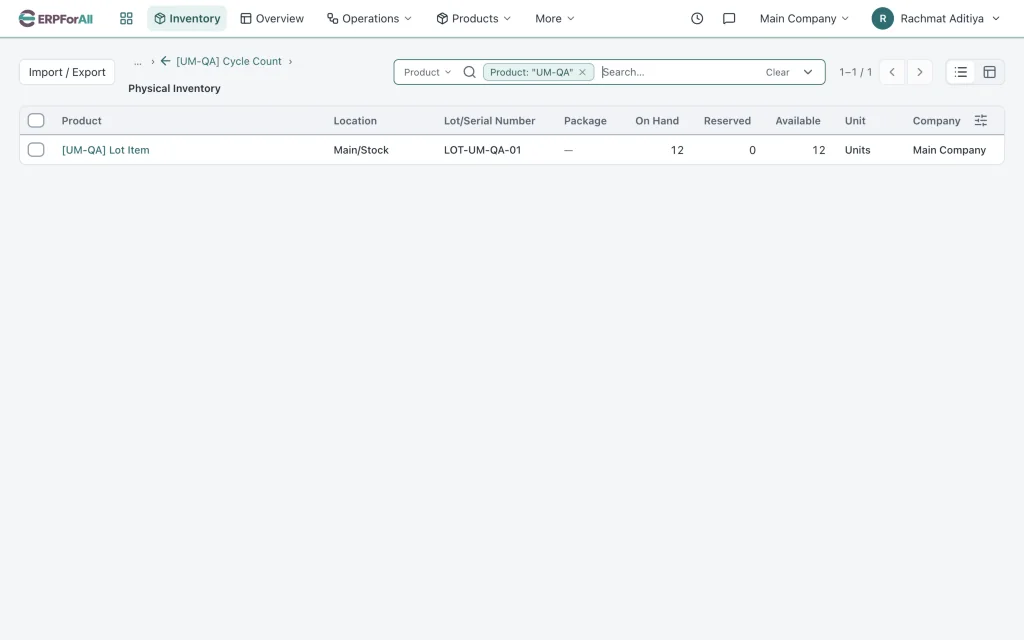 ERPForAll Inventory Overview Operations Products More Main Company R Rachmat Aditiya
Import / Export
... › [UM-QA] Cycle Count ›
Physical Inventory
Product Product: "UM-QA" Search... Clear 1–1 / 1
Product Location Lot/Serial Number Package On Hand Reserved Available Unit Company
[UM-QA] Lot Item Main/Stock LOT-UM-QA-01 — 12 0 12 Units Main Company